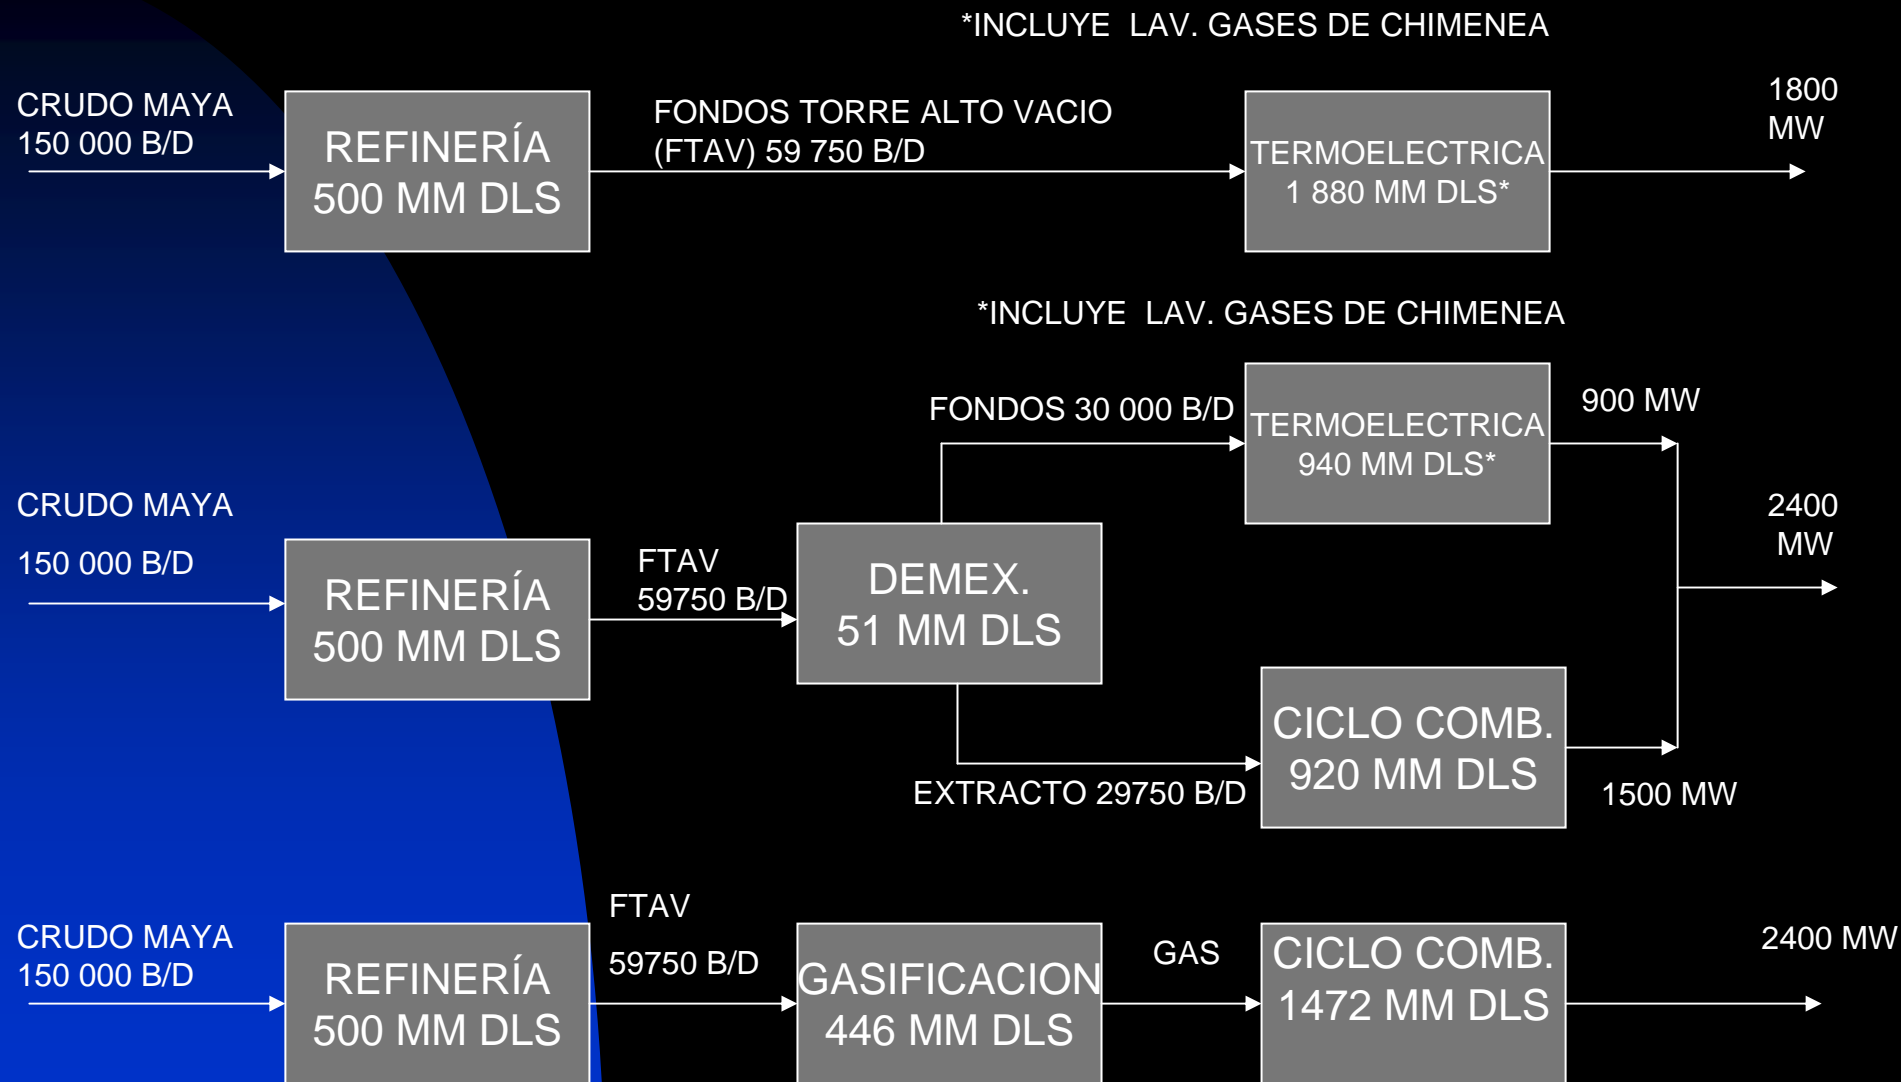 *INCLUYE LAV. GASES DE CHIMENEA
CRUDO MAYA
150 000 B/D
REFINERÍA
500 MM DLS
FONDOS TORRE ALTO VACIO
(FTAV) 59 750 B/D
TERMOELECTRICA
1 880 MM DLS*
1800
MW
*INCLUYE LAV. GASES DE CHIMENEA
CRUDO MAYA
150 000 B/D
REFINERÍA
500 MM DLS
FTAV
59750 B/D
DEMEX.
51 MM DLS
FONDOS 30 000 B/D
TERMOELECTRICA
940 MM DLS*
900 MW
EXTRACTO 29750 B/D
CICLO COMB.
920 MM DLS
1500 MW
2400
MW
CRUDO MAYA
150 000 B/D
REFINERÍA
500 MM DLS
FTAV
59750 B/D
GASIFICACION
446 MM DLS
GAS
CICLO COMB.
1472 MM DLS
2400 MW